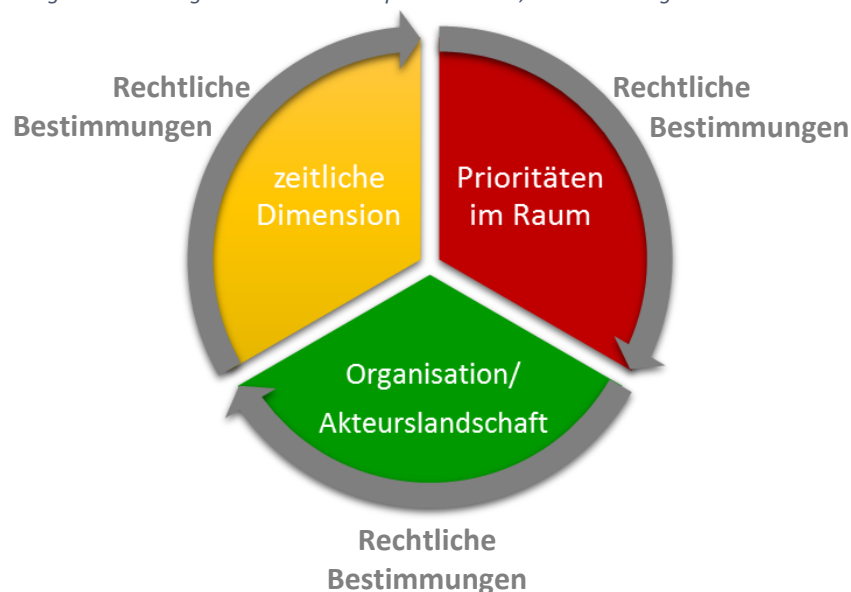 Rechtliche
Bestimmungen
Rechtliche
Bestimmungen
zeitliche
Dimension
Prioritäten
im Raum
Organisation/
Akteurslandschaft
Rechtliche
Bestimmungen